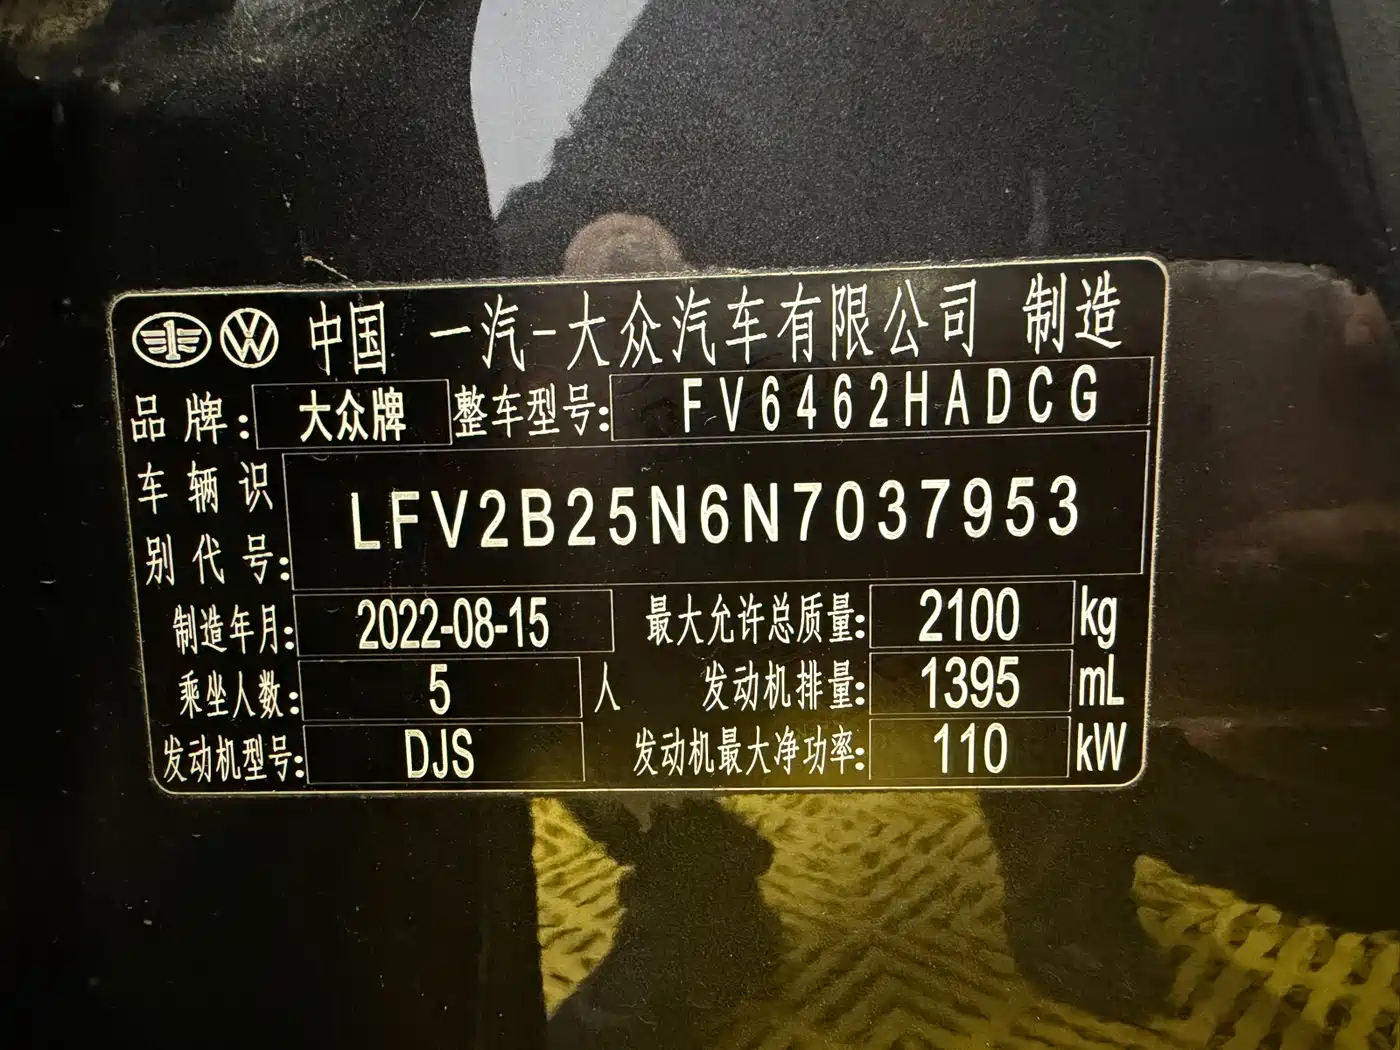 中国 一汽-大众汽车有限公司 制造
品牌: 大众牌 整车型号: FV6462HADCG
车辆识别代号: LFV2B25N6N7037953
制造年月: 2022-08-15 最大允许总质量: 2100 kg
乘坐人数: 5 人 发动机排量: 1395 mL
发动机型号: DJS 发动机最大净功率: 110 kW